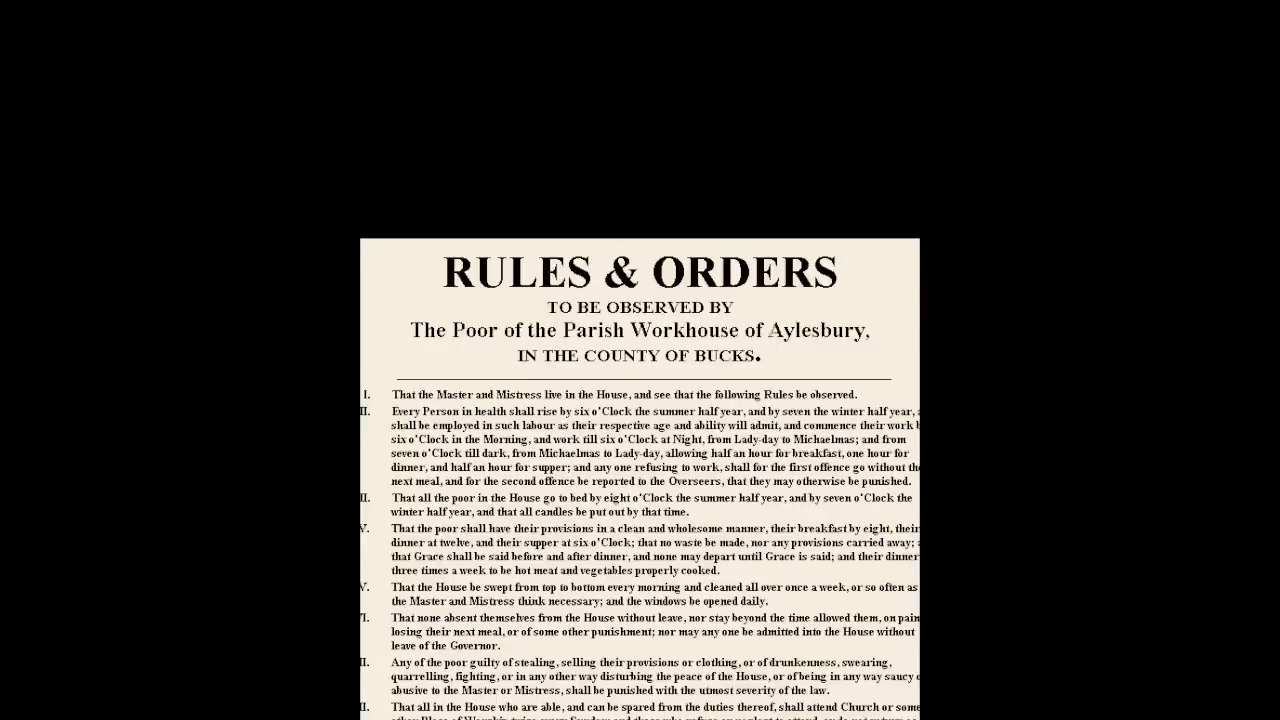 RULES & ORDERS
TO BE OBSERVED BY
The Poor of the Parish Workhouse of Aylesbury,
IN THE COUNTY OF BUCKS.
I. That the Master and Mistress live in the House, and see that the following Rules be observed.
II. Every Person in health shall rise by six o'Clock the summer half year, and by seven the winter half year,
shall be employed in such labour as their respective age and ability will admit, and commence their work
six o'Clock in the Morning, and work till six o'Clock at Night, from Lady-day to Michaelmas; and from
seven o'Clock till dark, from Michaelmas to Lady-day, allowing half an hour for breakfast, one hour for
dinner, and half an hour for supper; and any one refusing to work, shall for the first offence go without the
next meal, and for the second offence be reported to the Overseers, that they may otherwise be punished.
II. That all the poor in the House go to bed by eight o'Clock the summer half year, and by seven o'Clock the
winter half year, and that all candles be put out by that time.
V. That the poor shall have their provisions in a clean and wholesome manner, their breakfast by eight, their
dinner at twelve, and their supper at six o'Clock; that no waste be made, nor any provisions carried away;
that Grace shall be said before and after dinner, and none may depart until Grace is said; and their dinner
three times a week to be hot meat and vegetables properly cooked.
V. That the House be swept from top to bottom every morning and cleaned all over once a week, or so often as
the Master and Mistress think necessary; and the windows be opened daily.
VI. That none absent themselves from the House without leave, nor stay beyond the time allowed them, on pain
losing their next meal, or of some other punishment; nor may any one be admitted into the House without
leave of the Governor.
II. Any of the poor guilty of stealing, selling their provisions or clothing, or of drunkenness, swearing,
quarrelling, fighting, or in any other way disturbing the peace of the House, or of being in any way saucy
abusive to the Master or Mistress, shall be punished with the utmost severity of the law.
II. That all in the House who are able, and can be spared from the duties thereof, shall attend Church or some